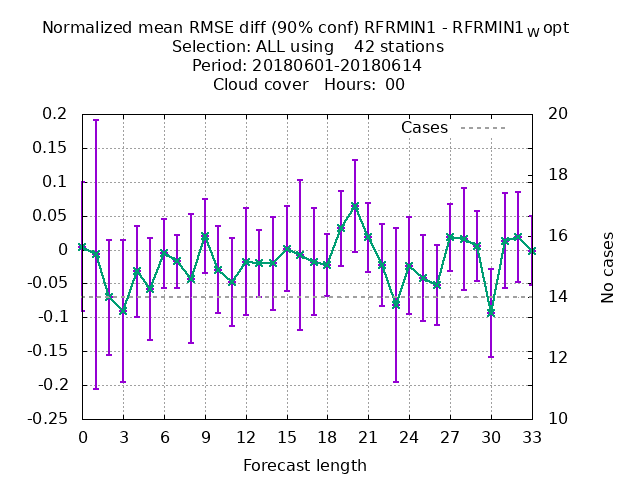 Normalized mean RMSE diff (90% conf) RFRMIN1 - RFRMIN1w opt
Selection: ALL using    42 stations
Period: 20180601-20180614
Cloud cover   Hours:  00
Cases
0.2
0.15
0.1
0.05
0
-0.05
-0.1
-0.15
-0.2
-0.25
20
18
16
14
12
10
No cases
0 3 6 9 12 15 18 21 24 27 30 33
Forecast length